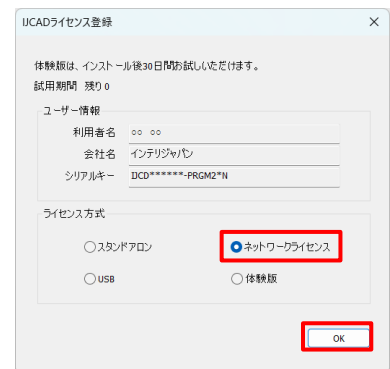 IJCADライセンス登録
体験版は、インストール後30日間お試しいただけます。
試用期間 残り0
ユーザー情報
利用者名 ○○ ○○
会社名 インテリジャパン
シリアルキー IJCD******-PRGM2*N
ライセンス方式
スタンドアロン ネットワークライセンス
USB 体験版
OK